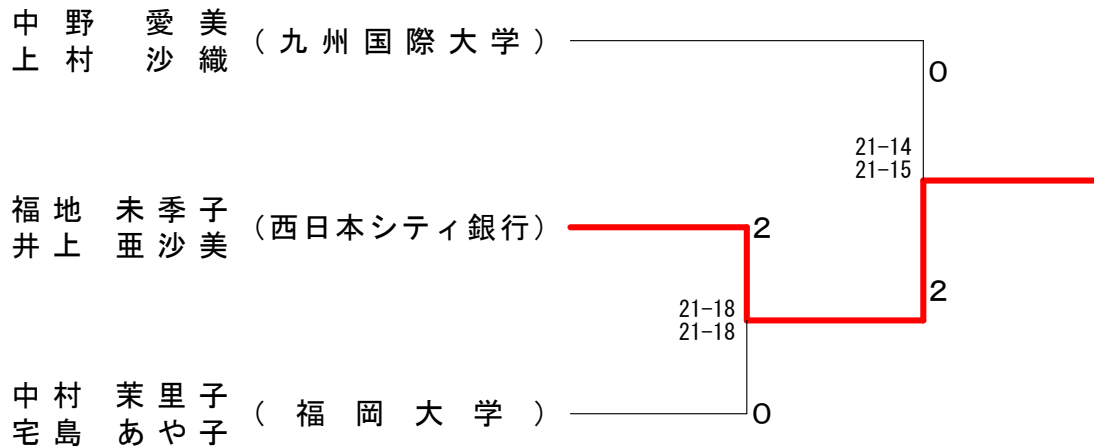 中野 愛美
上村 沙織
(九州国際大学)
0
21-14
21-15
福地 未季子
井上 亜沙美
(西日本シティ銀行)
2
2
21-18
21-18
中村 茉里子
宅島 あや子
(福岡大学)
0